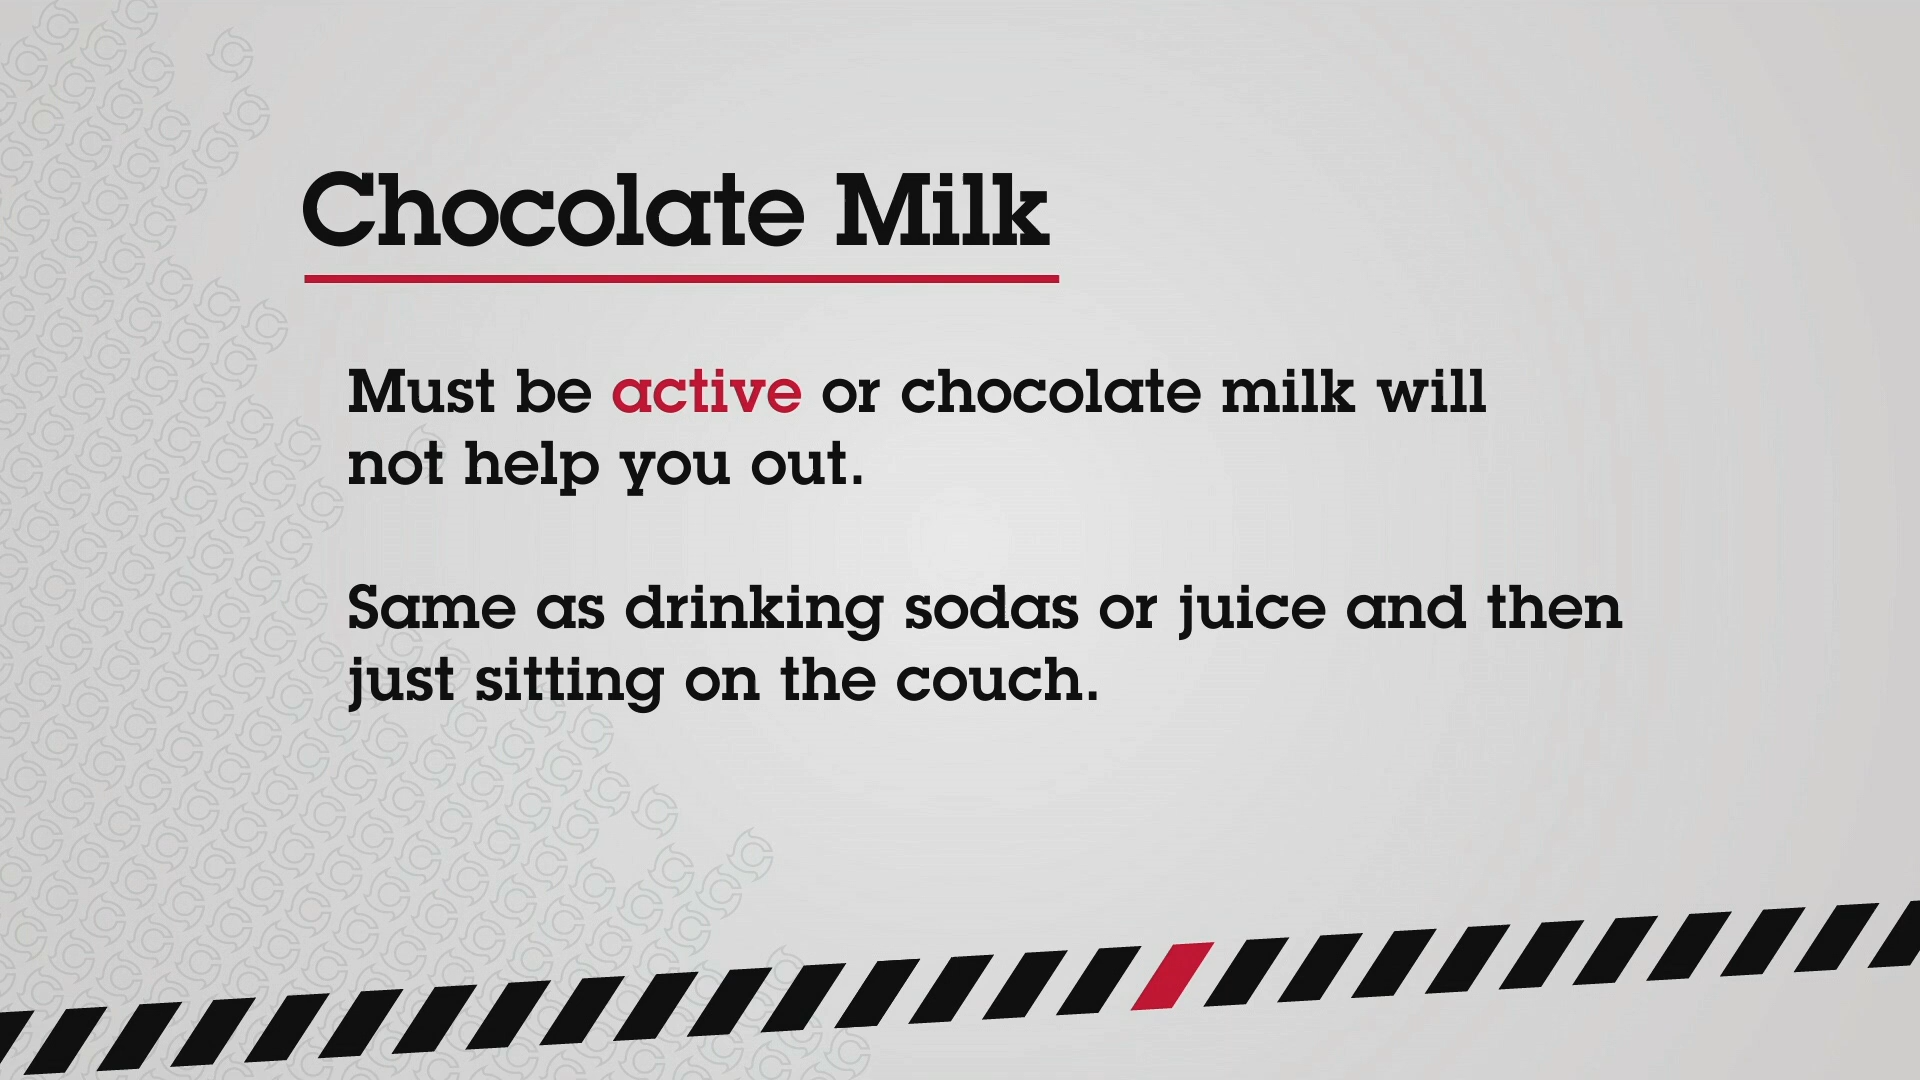 Chocolate Milk
Must be active or chocolate milk will
not help you out.
Same as drinking sodas or juice and then
just sitting on the couch.